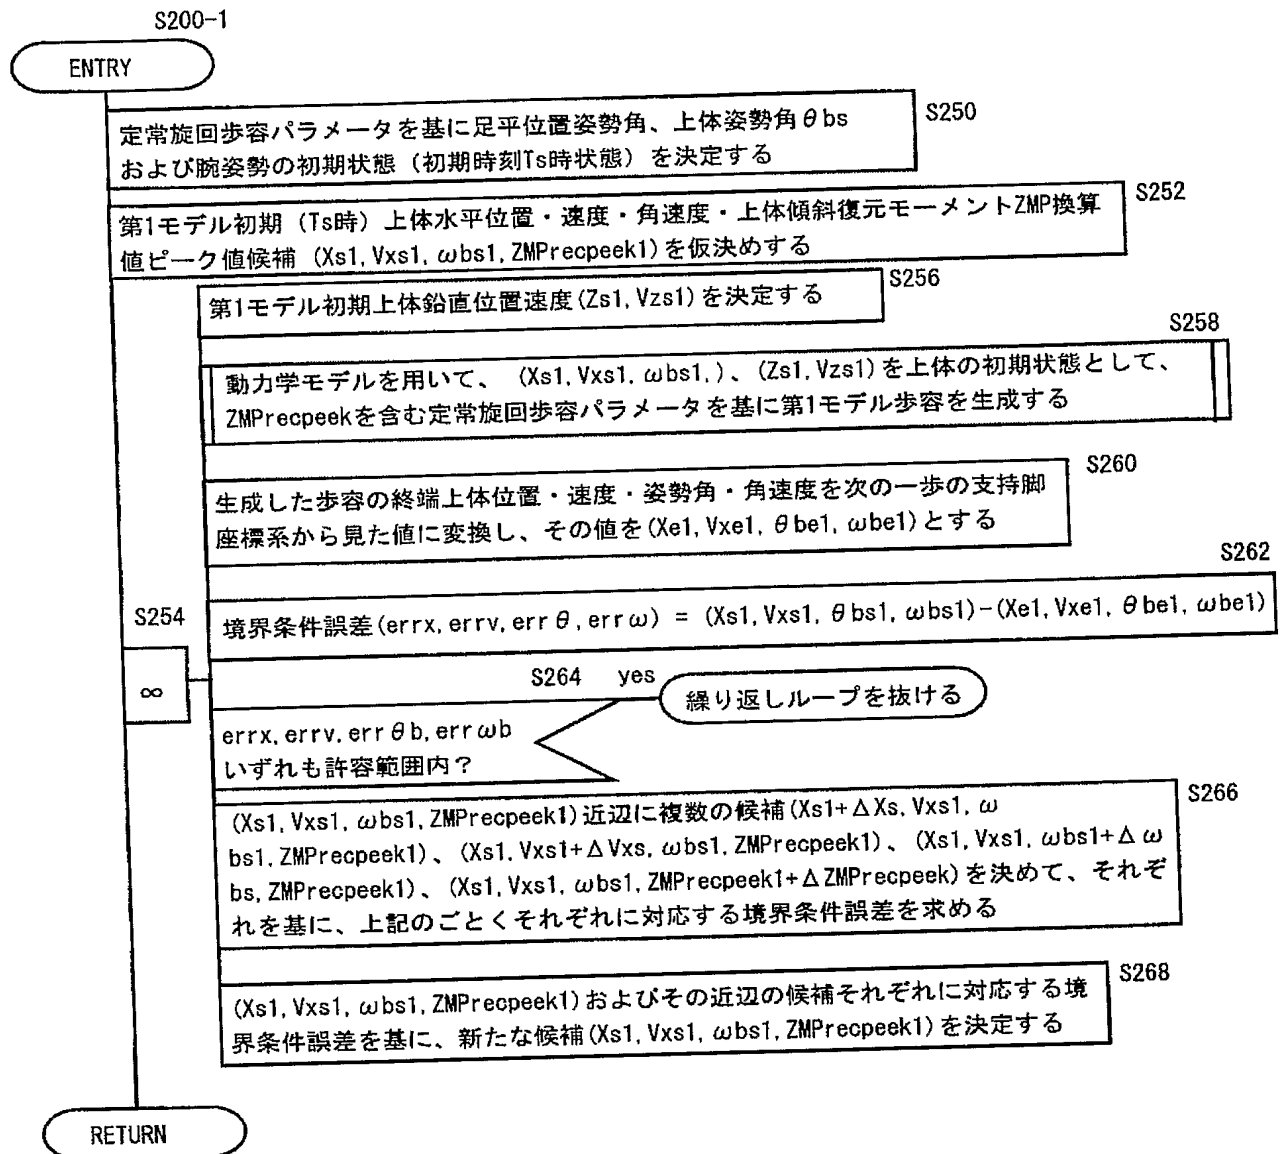 S200-1
ENTRY
S250
定常旋回歩容パラメータを基に足平位置姿勢角、上体姿勢角θbs
および腕姿勢の初期状態（初期時刻Ts時状態）を決定する
S252
第1モデル初期（Ts時）上体水平位置・速度・角速度・上体傾斜復元モーメントZMP換算
値ピーク値候補 (Xs1, Vxs1, ωbs1, ZMPrecpeek1)を仮決めする
S256
第1モデル初期上体鉛直位置速度(Zs1, Vzs1)を決定する
S258
動力学モデルを用いて、 (Xs1, Vxs1, ωbs1,)、(Zs1, Vzs1)を上体の初期状態として、
ZMPrecpeekを含む定常旋回歩容パラメータを基に第1モデル歩容を生成する
S260
生成した歩容の終端上体位置・速度・姿勢角・角速度を次の一歩の支持脚
座標系から見た値に変換し、その値を(Xe1, Vxe1, θbe1, ωbe1)とする
S262
境界条件誤差(errx, errv, errθ, errω) = (Xs1, Vxs1, θbs1, ωbs1)-(Xe1, Vxe1, θbe1, ωbe1)
S254
∞
S264
yes
繰り返しループを抜ける
errx, errv, errθb, errωb
いずれも許容範囲内？
S266
(Xs1, Vxs1, ωbs1, ZMPrecpeek1)近辺に複数の候補(Xs1+ΔXs, Vxs1, ω
bs1, ZMPrecpeek1)、(Xs1, Vxs1+ΔVxs, ωbs1, ZMPrecpeek1)、(Xs1, Vxs1, ωbs1+Δω
bs, ZMPrecpeek1)、(Xs1, Vxs1, ωbs1, ZMPrecpeek1+ΔZMPrecpeek)を決めて、それぞ
れを基に、上記のごとくそれぞれに対応する境界条件誤差を求める
S268
(Xs1, Vxs1, ωbs1, ZMPrecpeek1)およびその近辺の候補それぞれに対応する境
界条件誤差を基に、新たな候補(Xs1, Vxs1, ωbs1, ZMPrecpeek1)を決定する
RETURN